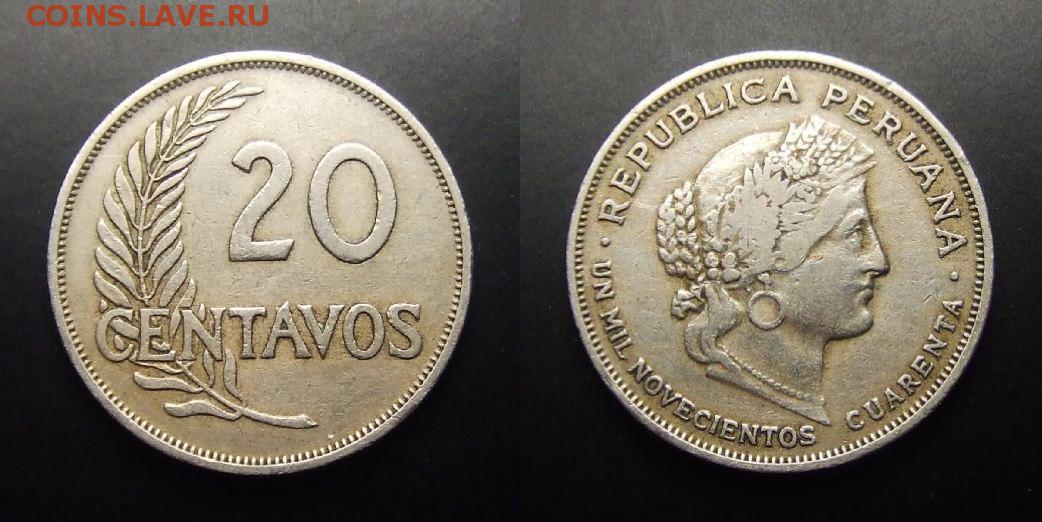 COINS.LAVE.RU
20
CENTAVOS
· REPUBLICA PERUANA ·
UN MIL NOVECIENTOS CUARENTA